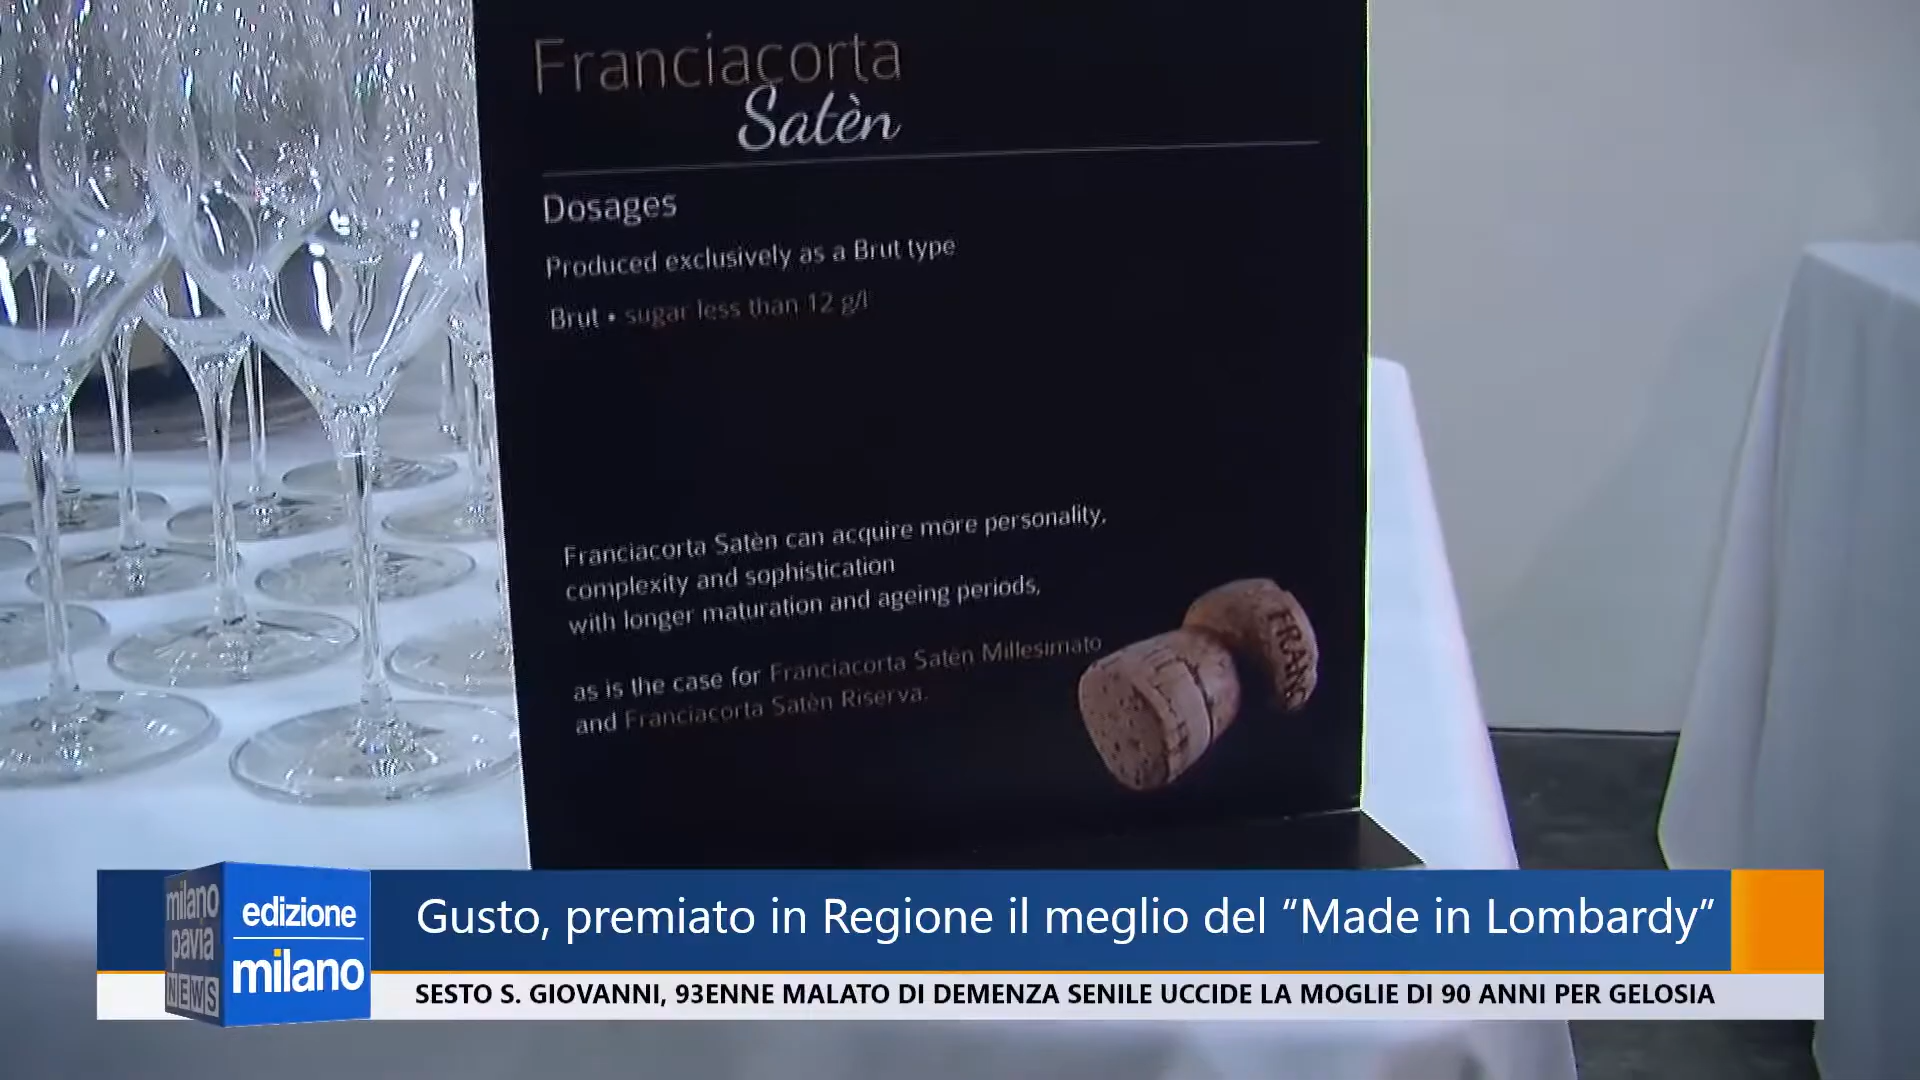 Franciacorta
Satèn
Dosages
Produced exclusively as a Brut type
Brut • sugar less than 12 g/l
Franciacorta Satèn can acquire more personality,
complexity and sophistication
with longer maturation and ageing periods,
as is the case for Franciacorta Satèn Millesimato
and Franciacorta Satèn Riserva.
FRANC
milano
pavia
NEWS
edizione
milano
Gusto, premiato in Regione il meglio del “Made in Lombardy”
SESTO S. GIOVANNI, 93ENNE MALATO DI DEMENZA SENILE UCCIDE LA MOGLIE DI 90 ANNI PER GELOSIA